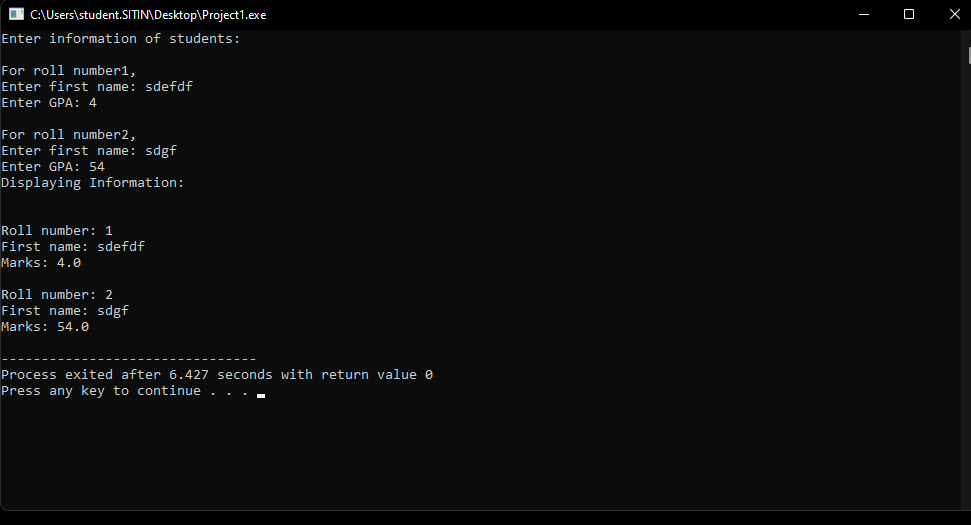 C:\Users\student.SITIN\Desktop\Project1.exe
Enter information of students:
For roll number1,
Enter first name: sdefdf
Enter GPA: 4
For roll number2,
Enter first name: sdgf
Enter GPA: 54
Displaying Information:
Roll number: 1
First name: sdefdf
Marks: 4.0
Roll number: 2
First name: sdgf
Marks: 54.0
--------------------------------
Process exited after 6.427 seconds with return value 0
Press any key to continue . . .